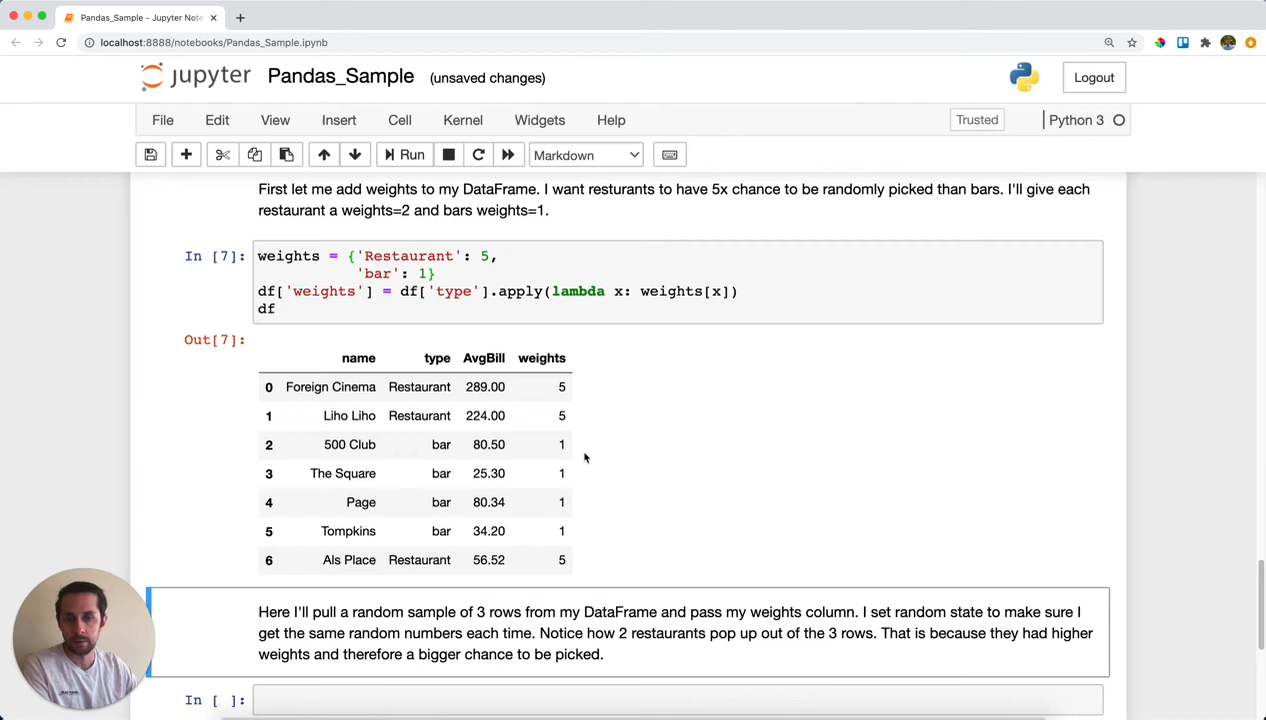 Pandas_Sample - Jupyter Note
localhost:8888/notebooks/Pandas_Sample.ipynb
jupyter Pandas_Sample (unsaved changes) Logout
File Edit View Insert Cell Kernel Widgets Help Trusted Python 3
Run Markdown
First let me add weights to my DataFrame. I want resturants to have 5x chance to be randomly picked than bars. I'll give each
restaurant a weights=2 and bars weights=1.
In [7]: weights = {'Restaurant': 5,
'bar': 1}
df['weights'] = df['type'].apply(lambda x: weights[x])
df
Out[7]:
name type AvgBill weights
0 Foreign Cinema Restaurant 289.00 5
1 Liho Liho Restaurant 224.00 5
2 500 Club bar 80.50 1
3 The Square bar 25.30 1
4 Page bar 80.34 1
5 Tompkins bar 34.20 1
6 Als Place Restaurant 56.52 5
Here I'll pull a random sample of 3 rows from my DataFrame and pass my weights column. I set random state to make sure I
get the same random numbers each time. Notice how 2 restaurants pop up out of the 3 rows. That is because they had higher
weights and therefore a bigger chance to be picked.
In [ ]: